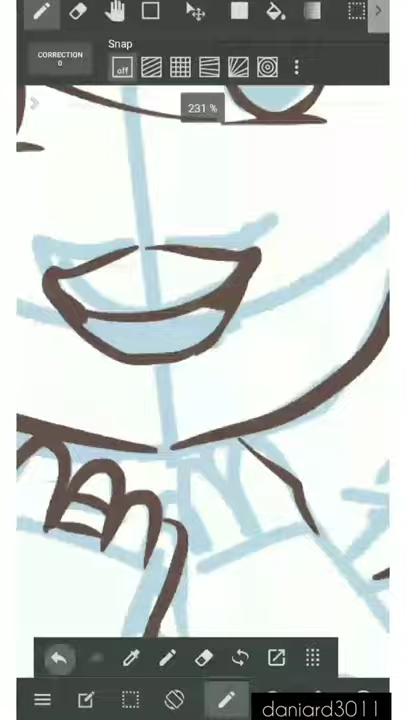 Snap
CORRECTION
0
off
231 %
daniard3011